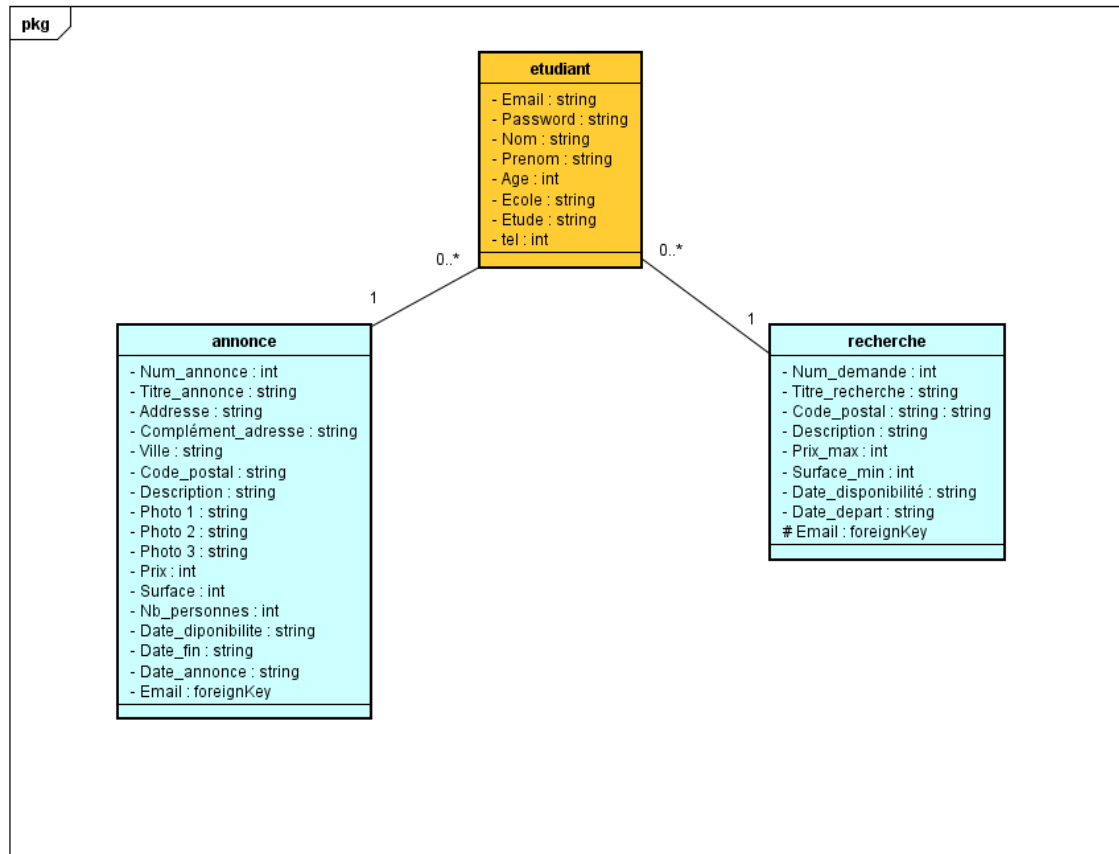 pkg
etudiant
- Email : string
- Password : string
- Nom : string
- Prenom : string
- Age : int
- Ecole : string
- Etude : string
- tel : int
0..*
0..*
1
1
annonce
- Num_annonce : int
- Titre_annonce : string
- Addresse : string
- Complément_adresse : string
- Ville : string
- Code_postal : string
- Description : string
- Photo 1 : string
- Photo 2 : string
- Photo 3 : string
- Prix : int
- Surface : int
- Nb_personnes : int
- Date_diponibilite : string
- Date_fin : string
- Date_annonce : string
- Email : foreignKey
recherche
- Num_demande : int
- Titre_recherche : string
- Code_postal : string : string
- Description : string
- Prix_max : int
- Surface_min : int
- Date_disponibilité : string
- Date_depart : string
# Email : foreignKey